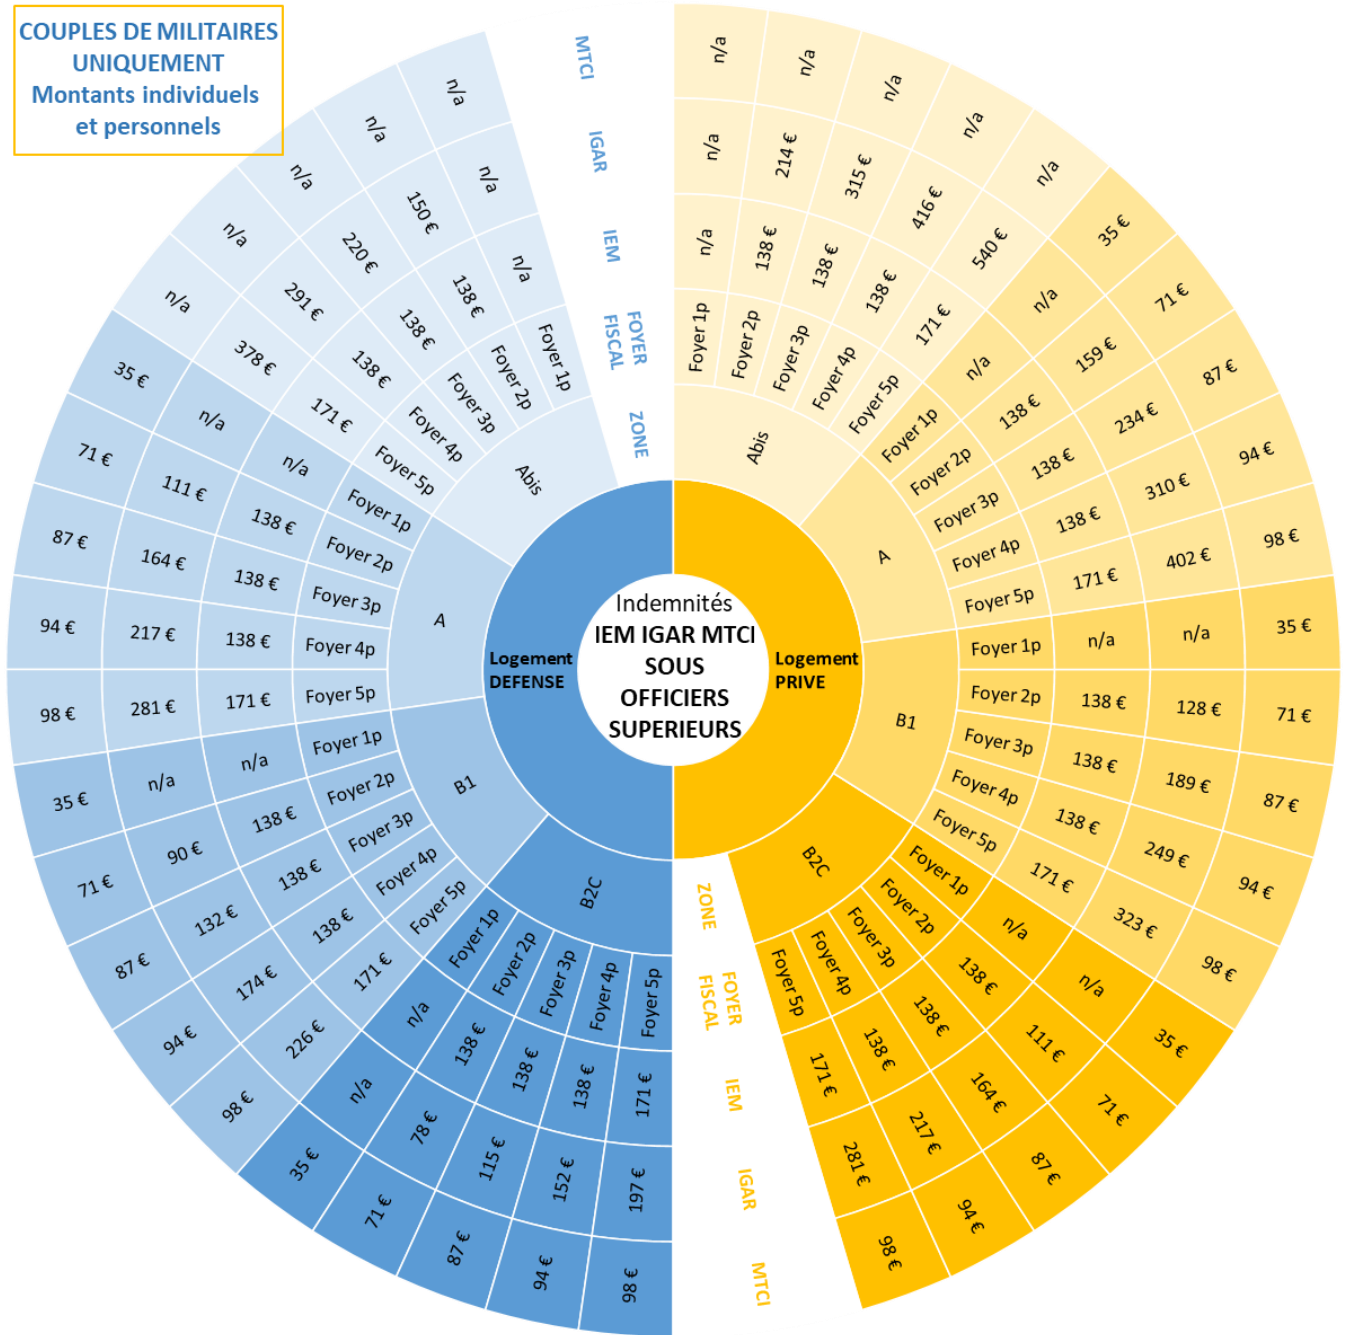 COUPLES DE MILITAIRES
UNIQUEMENT
Montants individuels
et personnels
Indemnités
IEM IGAR MTCI
SOUS
OFFICIERS
SUPERIEURS
Logement
PRIVE
ZONE
FOYER
FISCAL
IEM
IGAR
MTCI
Abis
Foyer 1p
n/a
n/a
n/a
Foyer 2p
138 €
214 €
n/a
Foyer 3p
138 €
315 €
n/a
Foyer 4p
138 €
416 €
n/a
Foyer 5p
171 €
540 €
n/a
A
Foyer 1p
n/a
n/a
35 €
Foyer 2p
138 €
159 €
71 €
Foyer 3p
138 €
234 €
87 €
Foyer 4p
138 €
310 €
94 €
Foyer 5p
171 €
402 €
98 €
B1
Foyer 1p
n/a
n/a
35 €
Foyer 2p
138 €
128 €
71 €
Foyer 3p
138 €
189 €
87 €
Foyer 4p
138 €
249 €
94 €
Foyer 5p
171 €
323 €
98 €
B2C
Foyer 1p
n/a
n/a
35 €
Foyer 2p
138 €
111 €
71 €
Foyer 3p
138 €
164 €
87 €
Foyer 4p
138 €
217 €
94 €
Foyer 5p
171 €
281 €
98 €
Logement
DEFENSE
ZONE
FOYER
FISCAL
IEM
IGAR
MTCI
Abis
Foyer 1p
n/a
n/a
n/a
Foyer 2p
138 €
150 €
n/a
Foyer 3p
138 €
220 €
n/a
Foyer 4p
138 €
291 €
n/a
Foyer 5p
171 €
378 €
n/a
A
Foyer 1p
n/a
n/a
35 €
Foyer 2p
138 €
111 €
71 €
Foyer 3p
138 €
164 €
87 €
Foyer 4p
138 €
217 €
94 €
Foyer 5p
171 €
281 €
98 €
B1
Foyer 1p
n/a
n/a
35 €
Foyer 2p
138 €
90 €
71 €
Foyer 3p
138 €
132 €
87 €
Foyer 4p
138 €
174 €
94 €
Foyer 5p
171 €
226 €
98 €
B2C
Foyer 1p
n/a
n/a
35 €
Foyer 2p
138 €
78 €
71 €
Foyer 3p
138 €
115 €
87 €
Foyer 4p
138 €
152 €
94 €
Foyer 5p
171 €
197 €
98 €